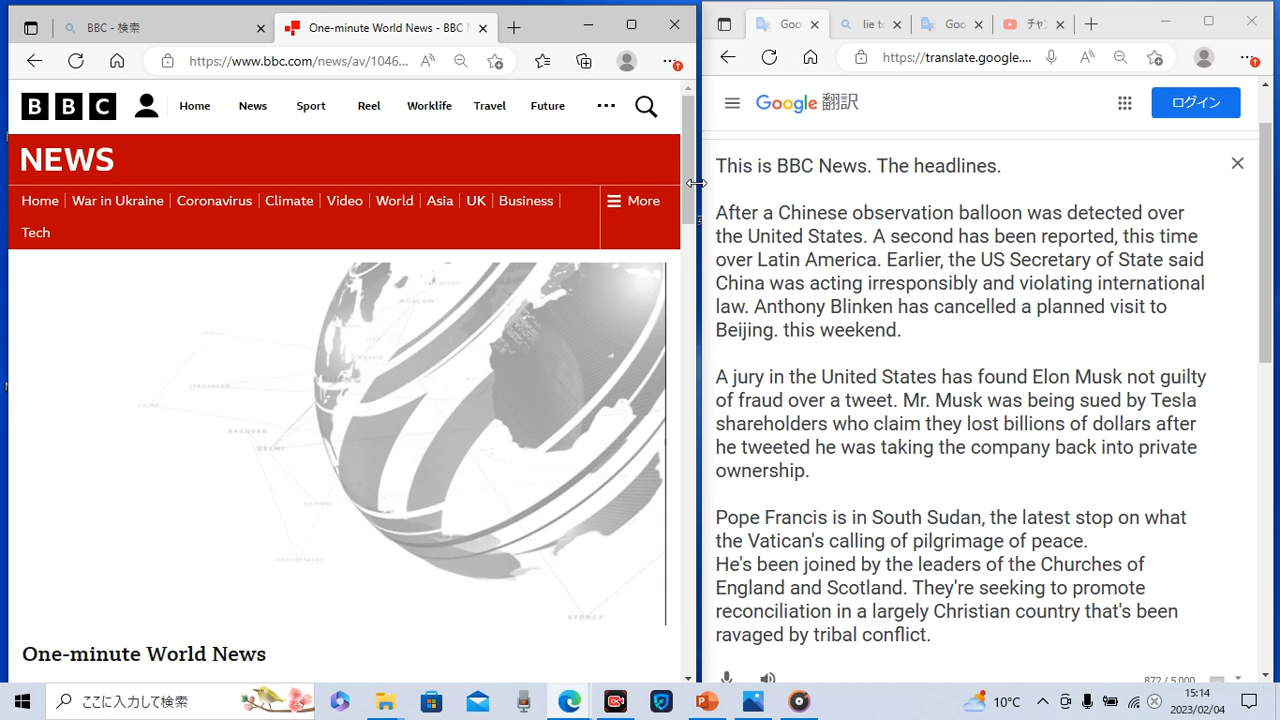 BBC - 検索
One-minute World News - BBC N
https://www.bbc.com/news/av/1046...
BBC
Home
News
Sport
Reel
Worklife
Travel
Future
NEWS
Home
War in Ukraine
Coronavirus
Climate
Video
World
Asia
UK
Business
More
Tech
DELHI
SYDNEY
One-minute World News
Goo
lie to
Goo
チャン
https://translate.google....
Google 翻訳
ログイン
This is BBC News. The headlines.
After a Chinese observation balloon was detected over
the United States. A second has been reported, this time
over Latin America. Earlier, the US Secretary of State said
China was acting irresponsibly and violating international
law. Anthony Blinken has cancelled a planned visit to
Beijing. this weekend.
A jury in the United States has found Elon Musk not guilty
of fraud over a tweet. Mr. Musk was being sued by Tesla
shareholders who claim they lost billions of dollars after
he tweeted he was taking the company back into private
ownership.
Pope Francis is in South Sudan, the latest stop on what
the Vatican's calling of pilgrimage of peace.
He's been joined by the leaders of the Churches of
England and Scotland. They're seeking to promote
reconciliation in a largely Christian country that's been
ravaged by tribal conflict.
872 / 5,000
ここに入力して検索
10°C
15:14
2023/02/04